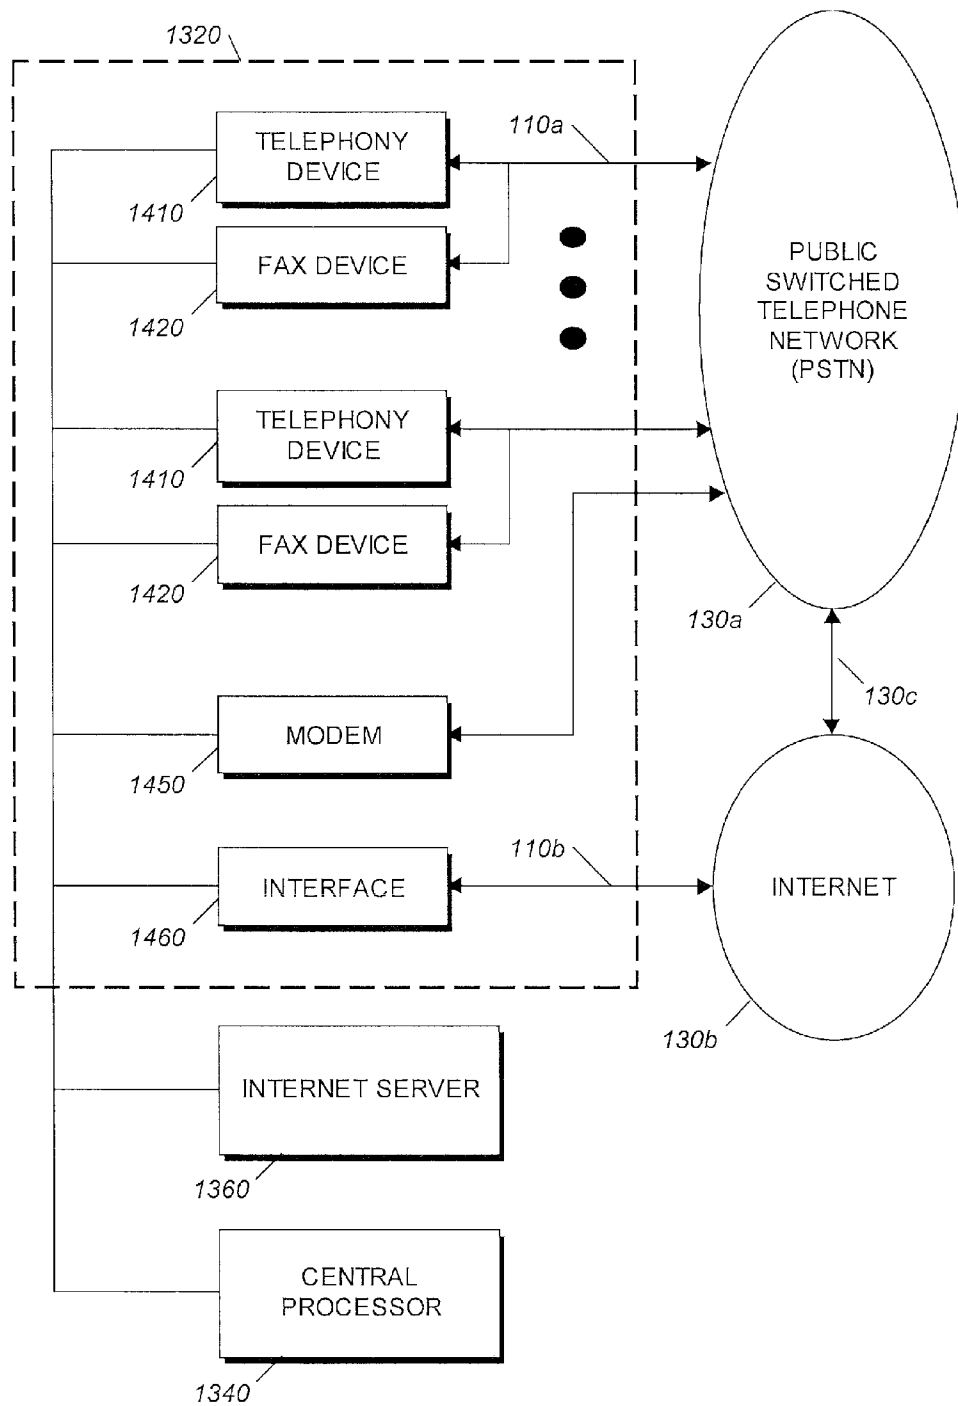 1320
TELEPHONY
DEVICE
110a
1410
FAX DEVICE
1420
PUBLIC
SWITCHED
TELEPHONE
NETWORK
(PSTN)
TELEPHONY
DEVICE
1410
FAX DEVICE
1420
130a
130c
MODEM
1450
110b
INTERFACE
1460
INTERNET
130b
INTERNET SERVER
1360
CENTRAL
PROCESSOR
1340